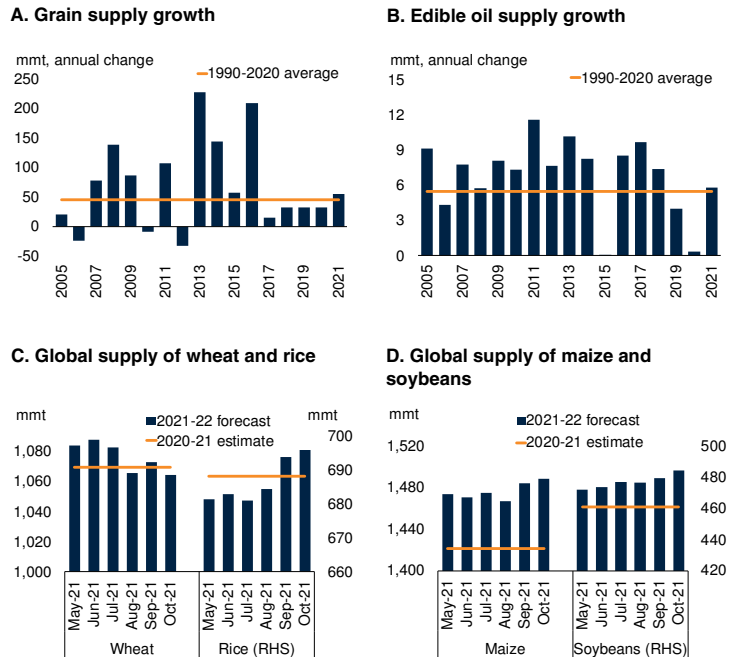 A. Grain supply growth
mmt, annual change
1990-2020 average
250
200
150
100
50
0
-50
2005
2007
2009
2011
2013
2015
2017
2019
2021
B. Edible oil supply growth
mmt, annual change
1990-2020 average
15
12
9
6
3
0
2005
2007
2009
2011
2013
2015
2017
2019
2021
C. Global supply of wheat and rice
mmt
mmt
2021-22 forecast
2020-21 estimate
1,080
1,060
1,040
1,020
1,000
700
690
680
670
660
May-21
Jun-21
Jul-21
Aug-21
Sep-21
Oct-21
May-21
Jun-21
Jul-21
Aug-21
Sep-21
Oct-21
Wheat
Rice (RHS)
D. Global supply of maize and
soybeans
mmt
2021-22 forecast
2020-21 estimate
1,520
1,480
1,440
1,400
500
480
460
440
420
May-21
Jun-21
Jul-21
Aug-21
Sep-21
Oct-21
May-21
Jun-21
Jul-21
Aug-21
Sep-21
Oct-21
Maize
Soybeans (RHS)